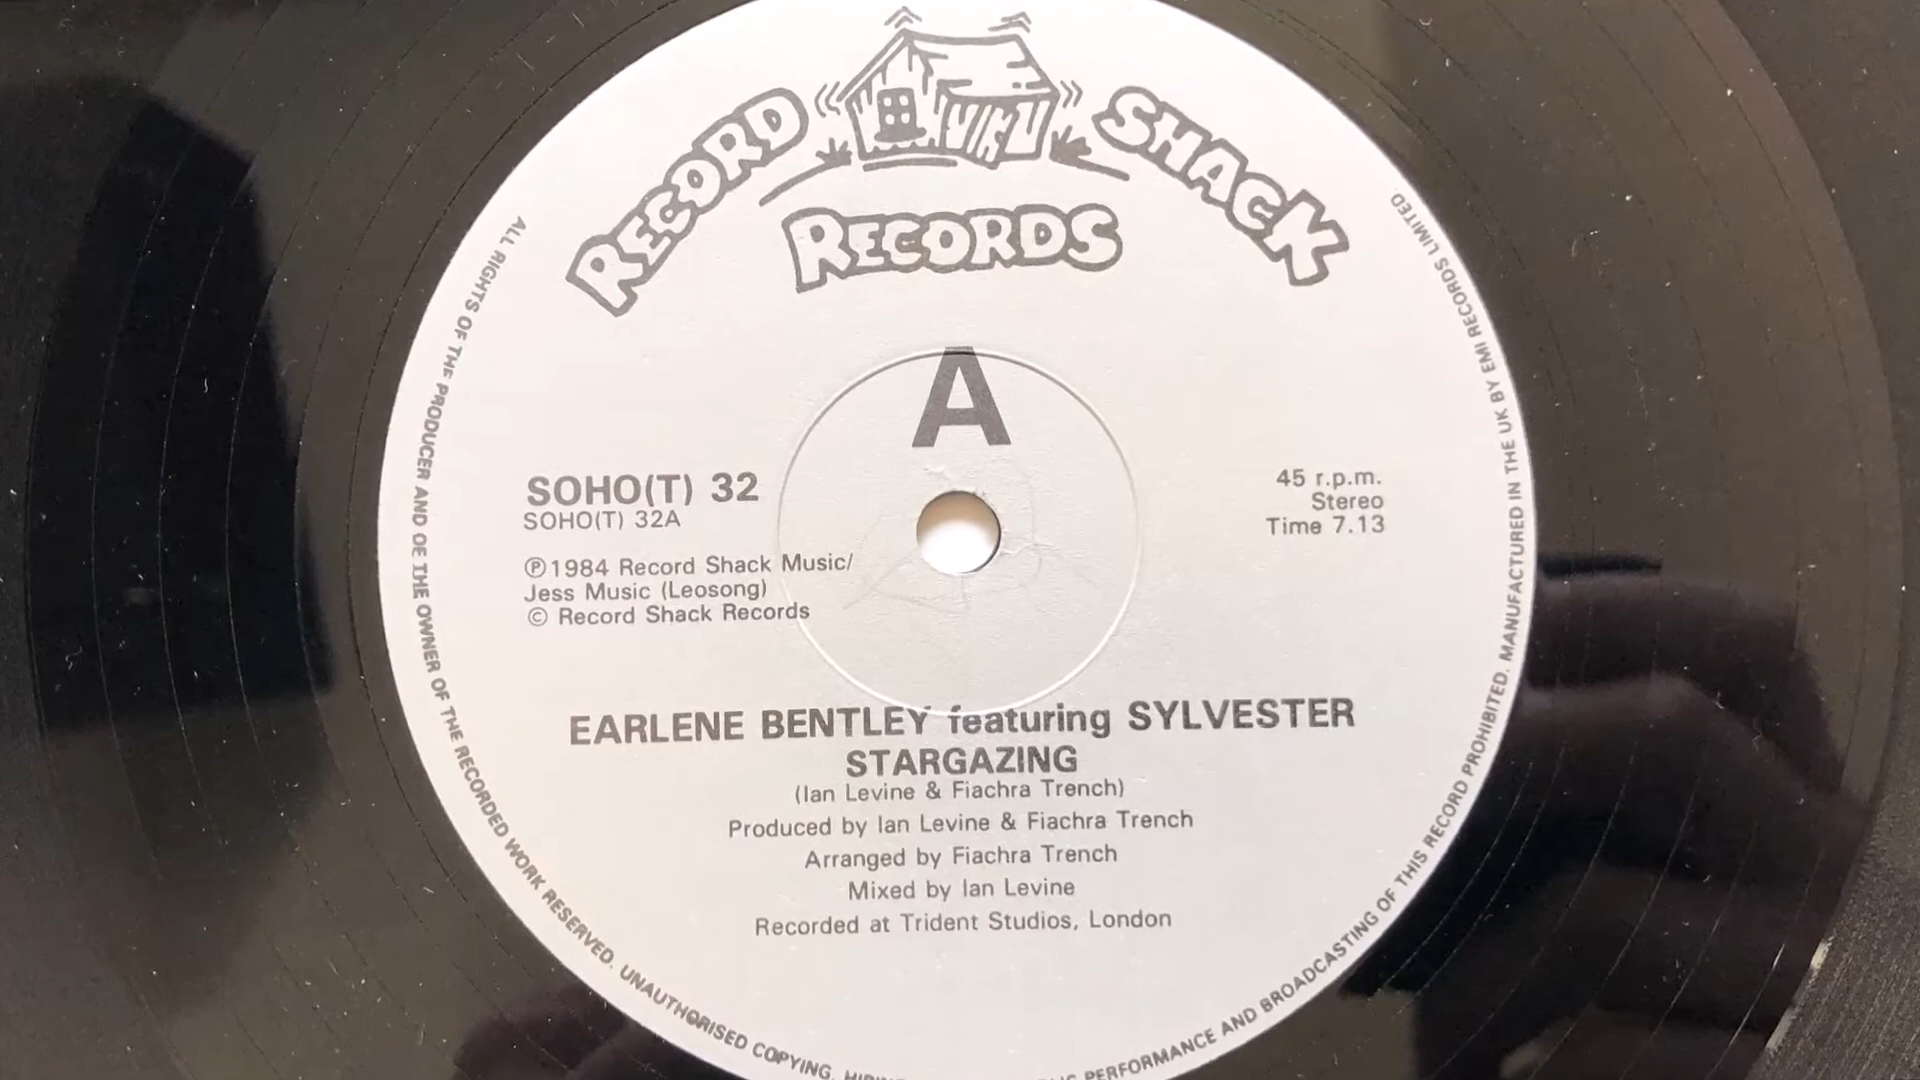 RECORD SHACK
RECORDS
A
SOHO(T) 32
SOHO(T) 32A
℗1984 Record Shack Music/
Jess Music (Leosong)
© Record Shack Records
45 r.p.m.
Stereo
Time 7.13
EARLENE BENTLEY featuring SYLVESTER
STARGAZING
(Ian Levine & Fiachra Trench)
Produced by Ian Levine & Fiachra Trench
Arranged by Fiachra Trench
Mixed by Ian Levine
Recorded at Trident Studios, London
ALL RIGHTS OF THE PRODUCER AND OF THE OWNER OF THE RECORDED WORK RESERVED. UNAUTHORISED COPYING, PERFORMANCE AND BROADCASTING OF THIS RECORD PROHIBITED. MANUFACTURED IN THE UK BY EMI RECORDS LIMITED